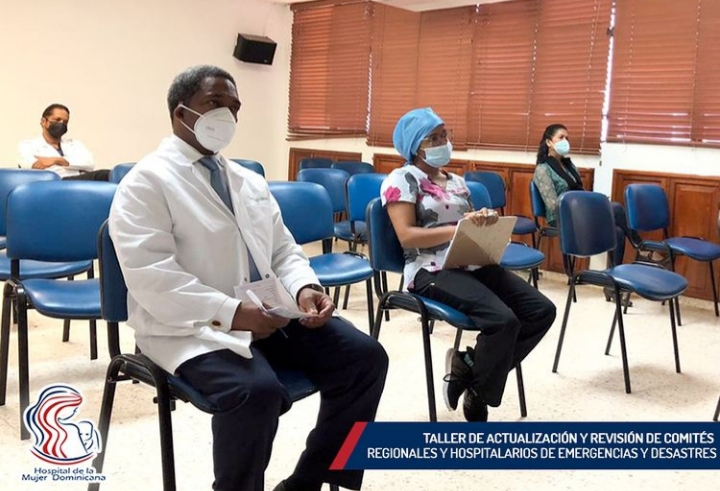 TALLER DE ACTUALIZACIÓN Y REVISIÓN DE COMITÉS
REGIONALES Y HOSPITALARIOS DE EMERGENCIAS Y DESASTRES
Hospital de la
Mujer Dominicana